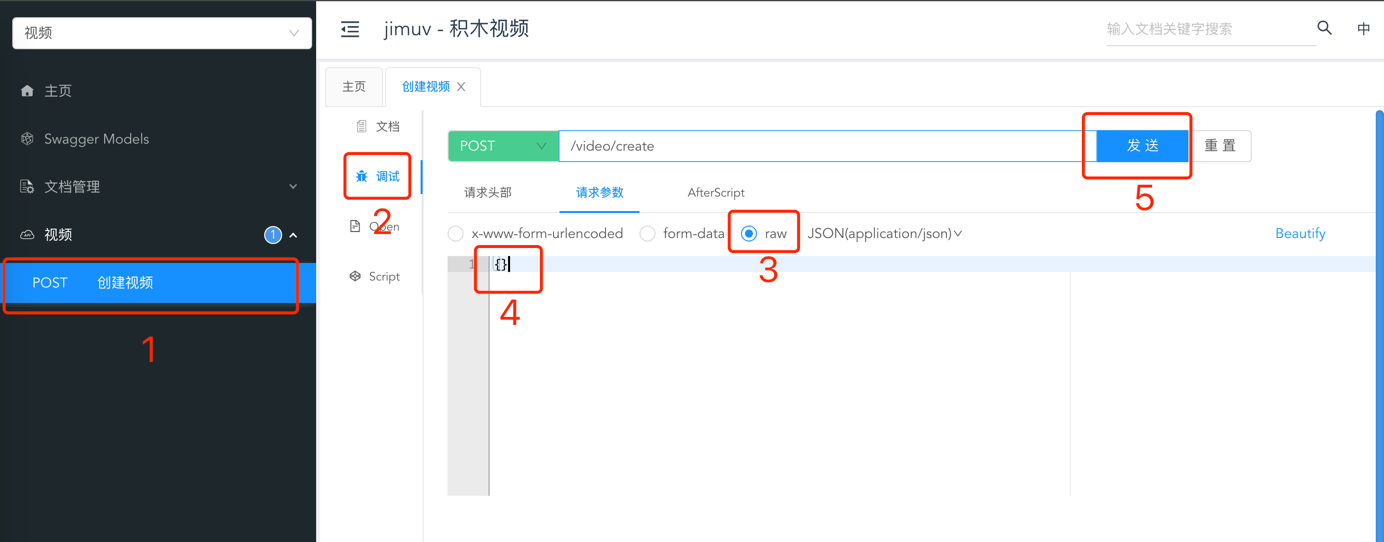 视频
主页
Swagger Models
文档管理
视频 1
POST 创建视频
1
jimuv - 积木视频
输入文档关键字搜索
中
主页
创建视频
文档
调试
2
Open
Script
POST
/video/create
发 送
重 置
5
请求头部
请求参数
AfterScript
x-www-form-urlencoded
form-data
raw
JSON(application/json)
Beautify
3
1 {}
4